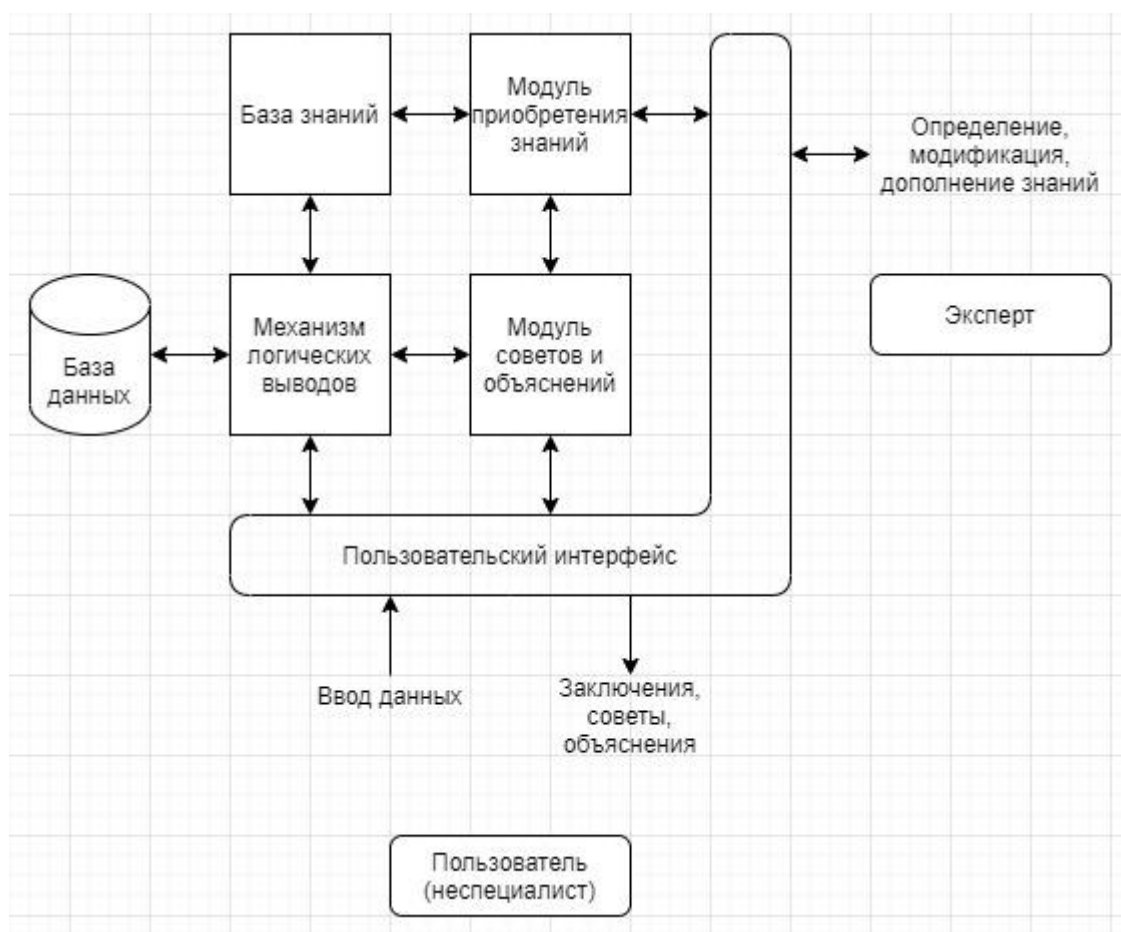 База знаний
Модуль
приобретения
знаний
Определение,
модификация,
дополнение знаний
База
данных
Механизм
логических
выводов
Модуль
советов и
объяснений
Эксперт
Пользовательский интерфейс
Ввод данных
Заключения,
советы,
объяснения
Пользователь
(неспециалист)